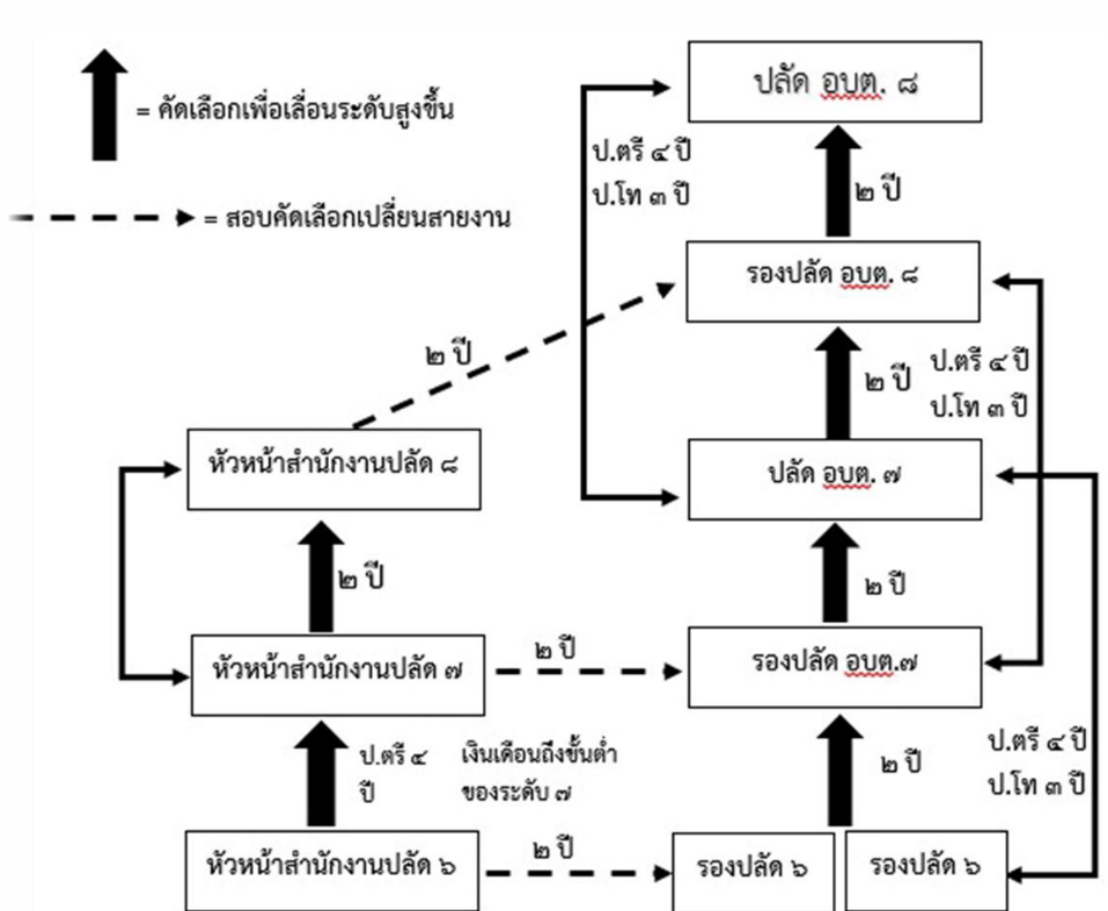 = คัดเลือกเพื่อเลื่อนระดับสูงขึ้น
= สอบคัดเลือกเปลี่ยนสายงาน
ปลัด อบต. ๘
ป.ตรี ๔ ปี
ป.โท ๓ ปี
๒ ปี
รองปลัด อบต. ๘
๒ ปี
๒ ปี
ป.ตรี ๔ ปี
ป.โท ๓ ปี
หัวหน้าสำนักงานปลัด ๘
ปลัด อบต. ๗
๒ ปี
๒ ปี
หัวหน้าสำนักงานปลัด ๗
๒ ปี
รองปลัด อบต.๗
ป.ตรี ๔
ปี
เงินเดือนถึงขั้นต่ำ
ของระดับ ๗
๒ ปี
ป.ตรี ๔ ปี
ป.โท ๓ ปี
หัวหน้าสำนักงานปลัด ๖
๒ ปี
รองปลัด ๖
รองปลัด ๖